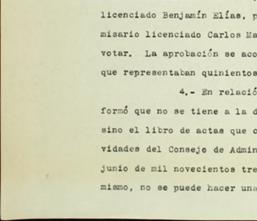 licenciado Benjamín Elías, p
misario licenciado Carlos Ma
votar. La aprobación se aco
que representaban quinientos
4.- En relació
formó que no se tiene a la d
sino el libro de actas que c
vidades del Consejo de Admin
junio de mil novecientos tre
mismo, no se puede hacer una